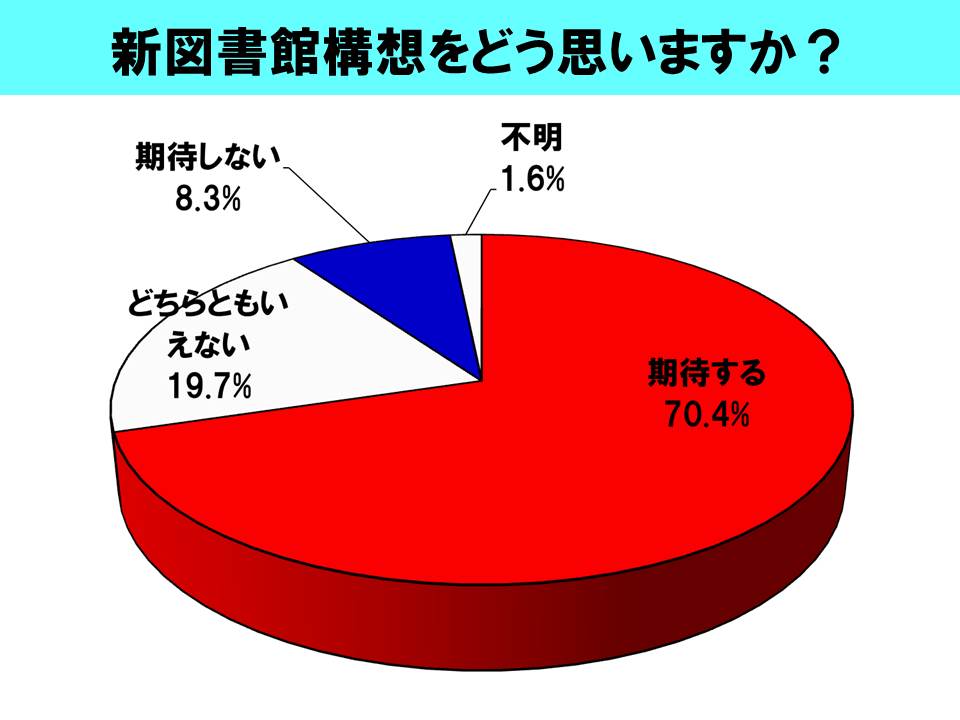 新図書館構想をどう思いますか？
不明
1.6%
期待しない
8.3%
どちらともい
えない
19.7%
期待する
70.4%